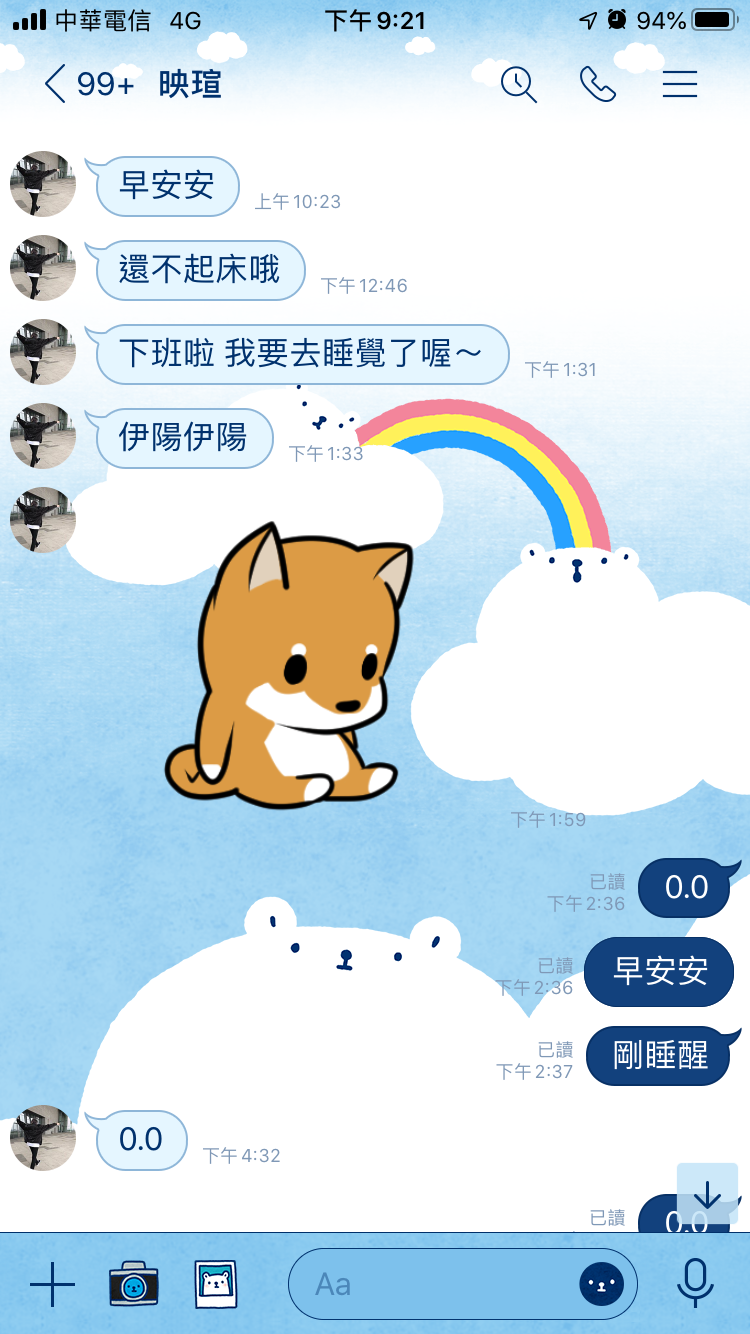 中華電信 4G 下午 9:21 94%
99+ 映瑄
早安安 上午 10:23
還不起床哦 下午 12:46
下班啦 我要去睡覺了喔～ 下午 1:31
伊陽伊陽 下午 1:33
下午 1:59
已讀 0.0
下午 2:36
已讀 早安安
下午 2:36
已讀 剛睡醒
下午 2:37
0.0 下午 4:32
已讀 0.0
Aa